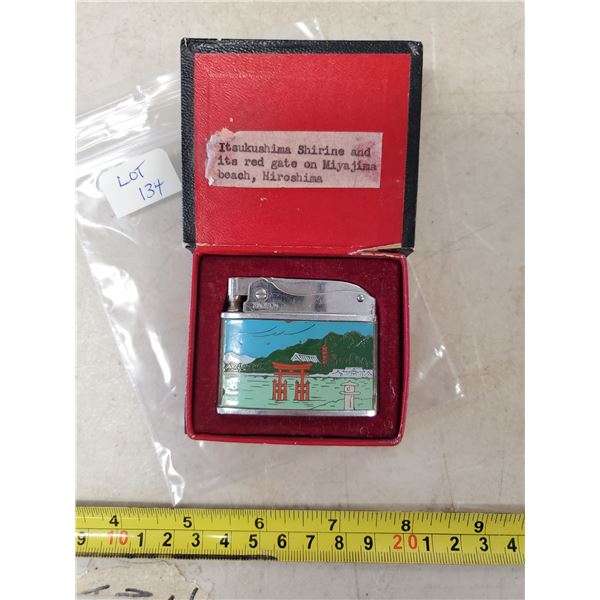 Itsukushima Shirine and
its red gate on Miyajima
beach, Hiroshima
LOT
134
4 5 6 7 8 9
9 10 1 2 3 4 5 6 7 8 9 20 1 2 3 4